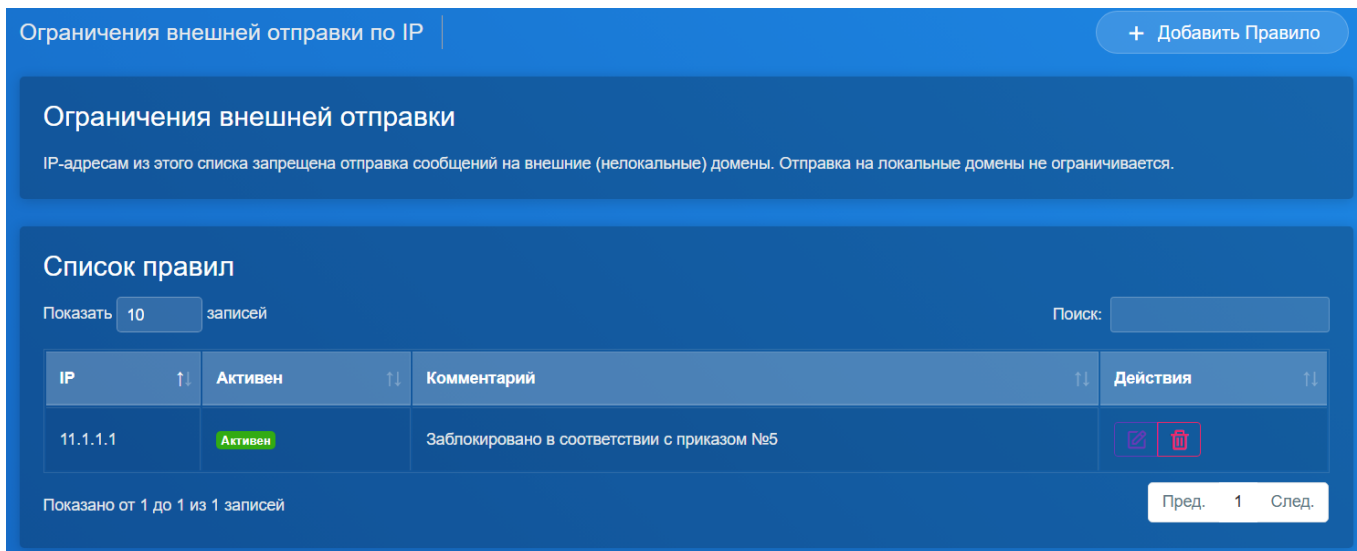 Ограничения внешней отправки по IP
+ Добавить Правило
Ограничения внешней отправки
IP-адресам из этого списка запрещена отправка сообщений на внешние (нелокальные) домены. Отправка на локальные домены не ограничивается.
Список правил
Показать 10 записей Поиск:
IP Активен Комментарий Действия
11.1.1.1 Активен Заблокировано в соответствии с приказом №5
Показано от 1 до 1 из 1 записей
Пред. 1 След.